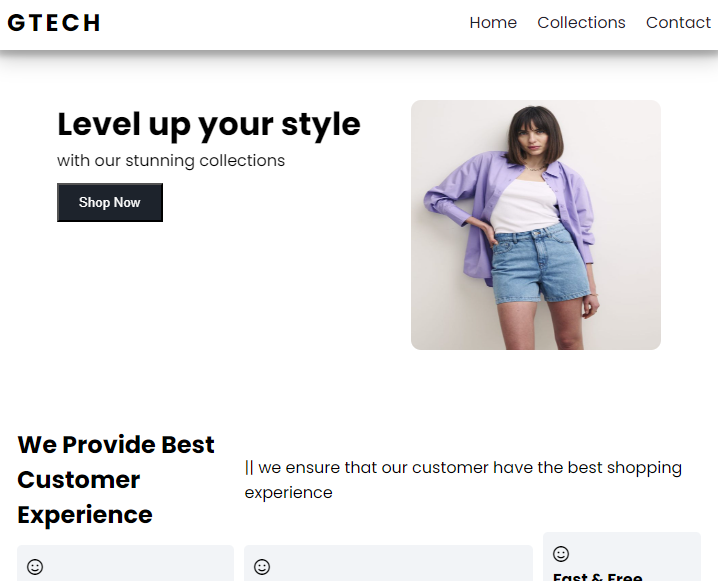 GTECH
Home Collections Contact
Level up your style
with our stunning collections
Shop Now
We Provide Best
Customer
Experience
|| we ensure that our customer have the best shopping
experience
Fast & Free